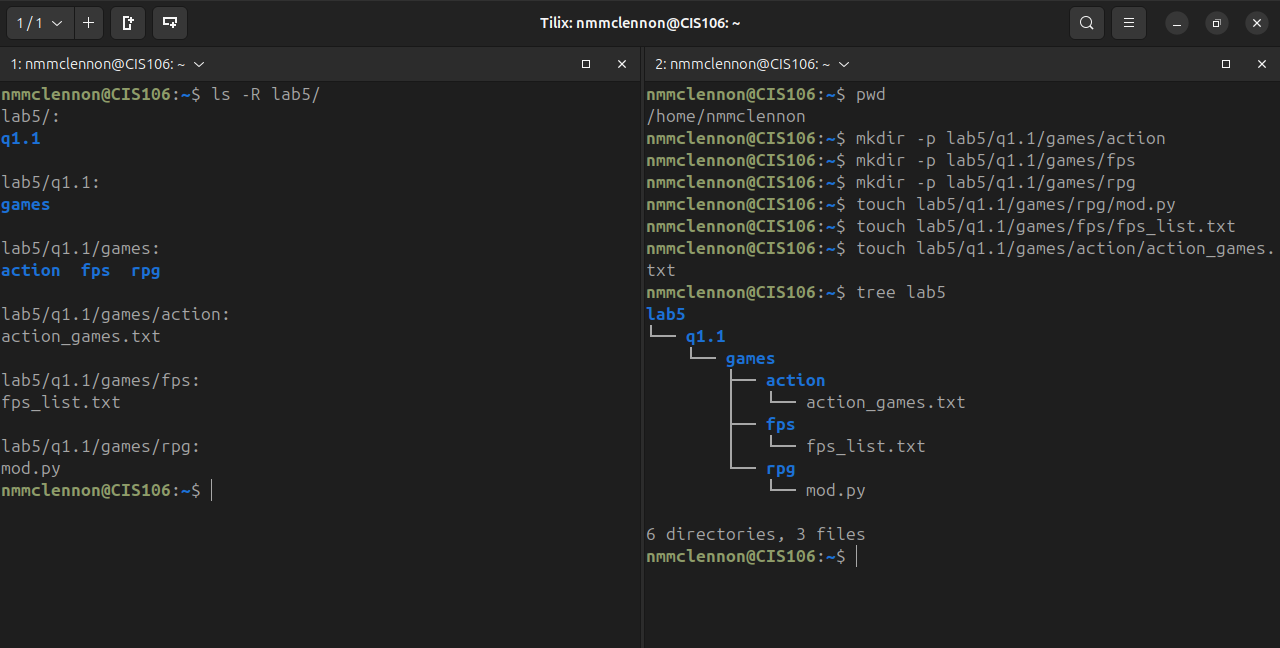 1 / 1
Tilix: nmmclennon@CIS106: ~
1: nmmclennon@CIS106: ~
nmmclennon@CIS106:~$ ls -R lab5/
lab5/:
q1.1

lab5/q1.1:
games

lab5/q1.1/games:
action  fps  rpg

lab5/q1.1/games/action:
action_games.txt

lab5/q1.1/games/fps:
fps_list.txt

lab5/q1.1/games/rpg:
mod.py
nmmclennon@CIS106:~$
2: nmmclennon@CIS106: ~
nmmclennon@CIS106:~$ pwd
/home/nmmclennon
nmmclennon@CIS106:~$ mkdir -p lab5/q1.1/games/action
nmmclennon@CIS106:~$ mkdir -p lab5/q1.1/games/fps
nmmclennon@CIS106:~$ mkdir -p lab5/q1.1/games/rpg
nmmclennon@CIS106:~$ touch lab5/q1.1/games/rpg/mod.py
nmmclennon@CIS106:~$ touch lab5/q1.1/games/fps/fps_list.txt
nmmclennon@CIS106:~$ touch lab5/q1.1/games/action/action_games.
txt
nmmclennon@CIS106:~$ tree lab5
lab5
└── q1.1
    └── games
        ├── action
        │   └── action_games.txt
        ├── fps
        │   └── fps_list.txt
        └── rpg
            └── mod.py

6 directories, 3 files
nmmclennon@CIS106:~$